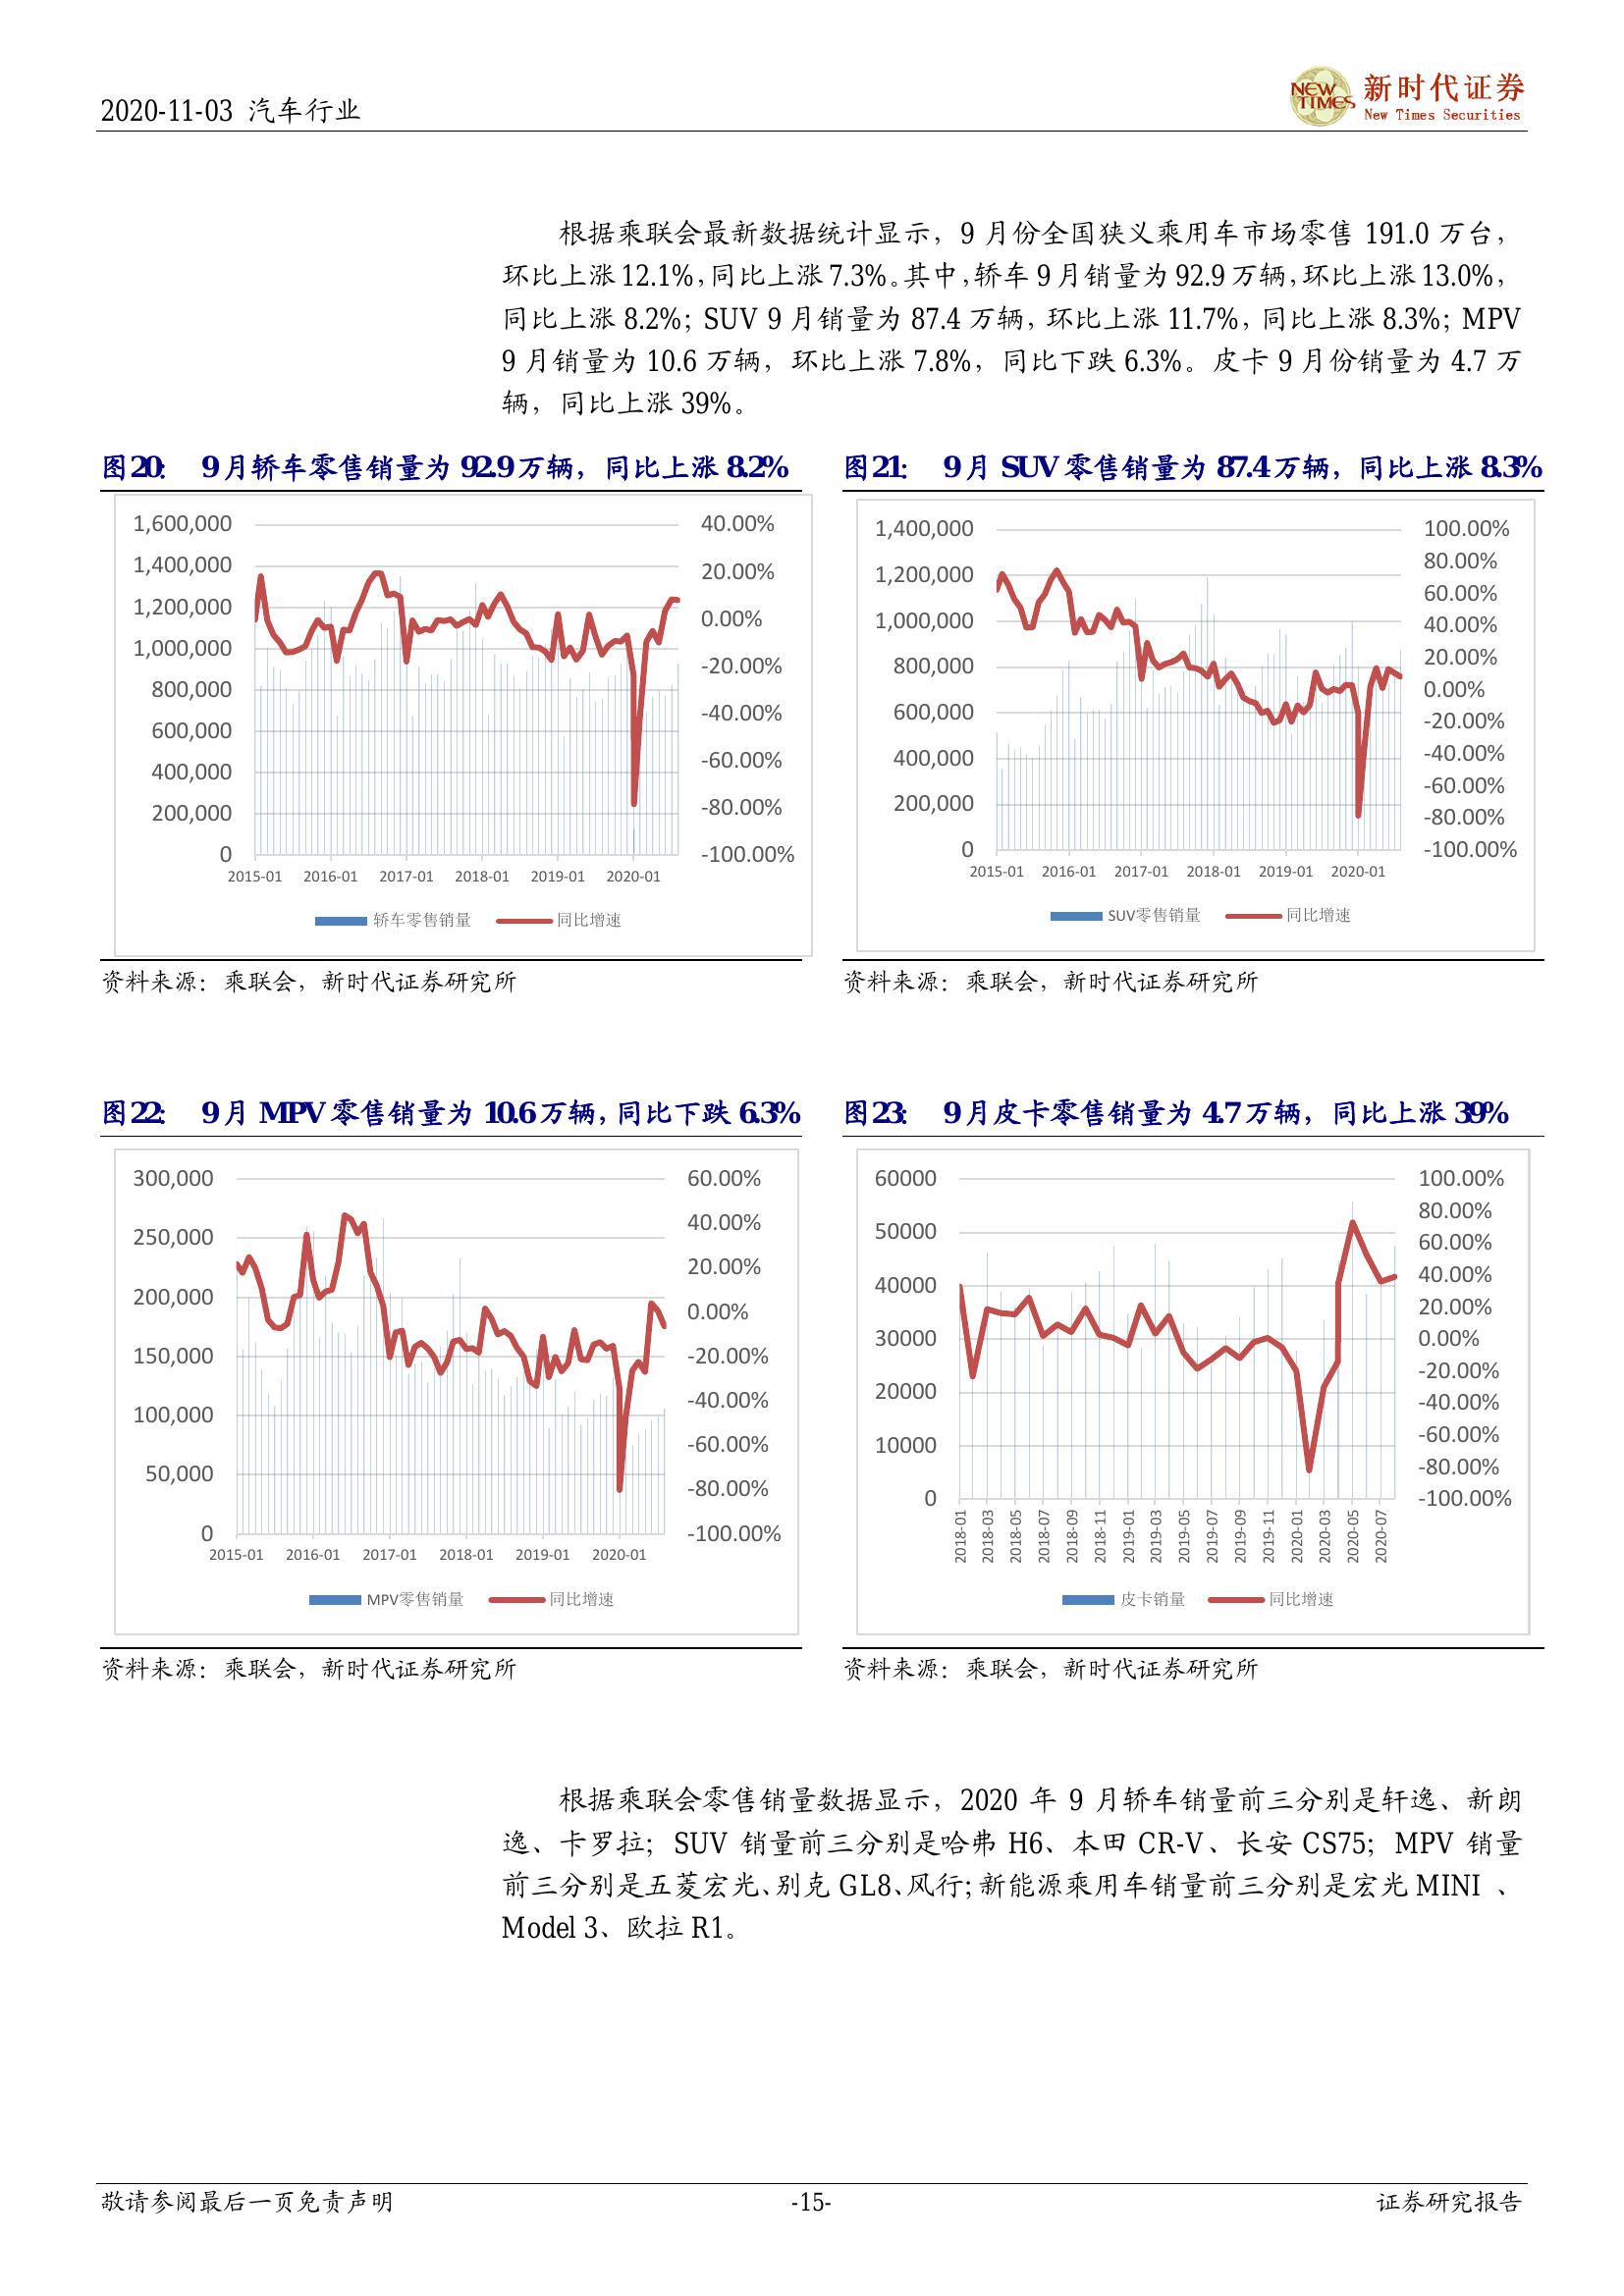 2020-11-03 汽车行业
NEW TIMES
新时代证券
New Times Securities
根据乘联会最新数据统计显示，9 月份全国狭义乘用车市场零售 191.0 万台，
环比上涨 12.1%，同比上涨 7.3%。其中，轿车 9 月销量为 92.9 万辆，环比上涨 13.0%，
同比上涨 8.2%；SUV 9 月销量为 87.4 万辆，环比上涨 11.7%，同比上涨 8.3%；MPV
9 月销量为 10.6 万辆，环比上涨 7.8%，同比下跌 6.3%。皮卡 9 月份销量为 4.7 万
辆，同比上涨 39%。
图20： 9月轿车零售销量为 92.9万辆，同比上涨 8.2%
1,600,000
1,400,000
1,200,000
1,000,000
800,000
600,000
400,000
200,000
0
40.00%
20.00%
0.00%
-20.00%
-40.00%
-60.00%
-80.00%
-100.00%
2015-01 2016-01 2017-01 2018-01 2019-01 2020-01
轿车零售销量 同比增速
资料来源：乘联会，新时代证券研究所
图21： 9月 SUV 零售销量为 87.4万辆，同比上涨 8.3%
1,400,000
1,200,000
1,000,000
800,000
600,000
400,000
200,000
0
100.00%
80.00%
60.00%
40.00%
20.00%
0.00%
-20.00%
-40.00%
-60.00%
-80.00%
-100.00%
2015-01 2016-01 2017-01 2018-01 2019-01 2020-01
SUV零售销量 同比增速
资料来源：乘联会，新时代证券研究所
图22： 9月 MPV 零售销量为 10.6万辆，同比下跌 6.3%
300,000
250,000
200,000
150,000
100,000
50,000
0
60.00%
40.00%
20.00%
0.00%
-20.00%
-40.00%
-60.00%
-80.00%
-100.00%
2015-01 2016-01 2017-01 2018-01 2019-01 2020-01
MPV零售销量 同比增速
资料来源：乘联会，新时代证券研究所
图23： 9月皮卡零售销量为 4.7万辆，同比上涨 39%
60000
50000
40000
30000
20000
10000
0
100.00%
80.00%
60.00%
40.00%
20.00%
0.00%
-20.00%
-40.00%
-60.00%
-80.00%
-100.00%
2018-01 2018-03 2018-05 2018-07 2018-09 2018-11 2019-01 2019-03 2019-05 2019-07 2019-09 2019-11 2020-01 2020-03 2020-05 2020-07
皮卡销量 同比增速
资料来源：乘联会，新时代证券研究所
根据乘联会零售销量数据显示，2020 年 9 月轿车销量前三分别是轩逸、新朗
逸、卡罗拉；SUV 销量前三分别是哈弗 H6、本田 CR-V、长安 CS75；MPV 销量
前三分别是五菱宏光、别克 GL8、风行；新能源乘用车销量前三分别是宏光 MINI 、
Model 3、欧拉 R1。
敬请参阅最后一页免责声明
-15-
证券研究报告